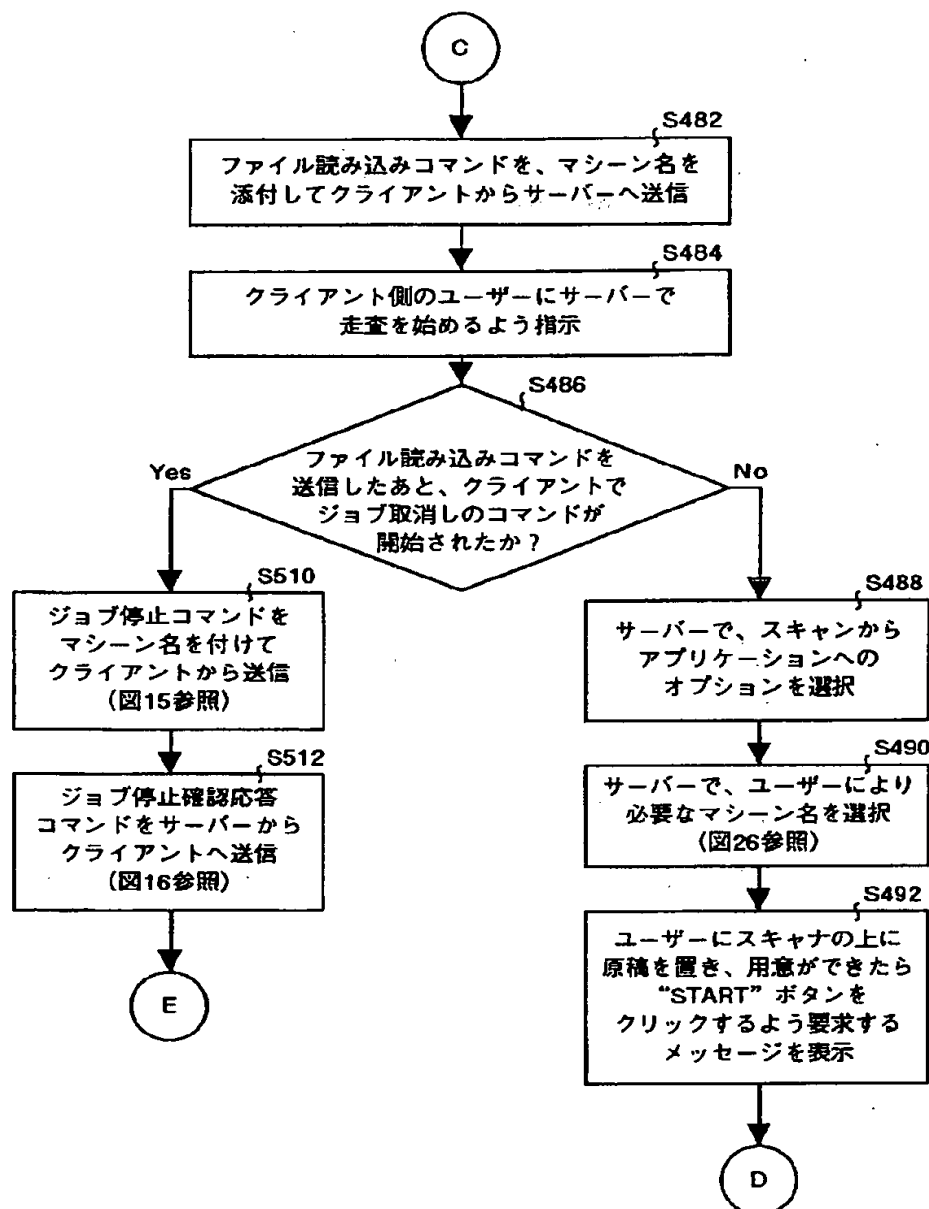 C
S482
ファイル読み込みコマンドを、マシーン名を
添付してクライアントからサーバーへ送信
S484
クライアント側のユーザーにサーバーで
走査を始めるよう指示
S486
ファイル読み込みコマンドを
送信したあと、クライアントで
ジョブ取消しのコマンドが
開始されたか？
Yes
No
S510
ジョブ停止コマンドを
マシーン名を付けて
クライアントから送信
（図15参照）
S512
ジョブ停止確認応答
コマンドをサーバーから
クライアントへ送信
（図16参照）
E
S488
サーバーで、スキャンから
アプリケーションへの
オプションを選択
S490
サーバーで、ユーザーにより
必要なマシーン名を選択
（図26参照）
S492
ユーザーにスキャナの上に
原稿を置き、用意ができたら
“START”ボタンを
クリックするよう要求する
メッセージを表示
D